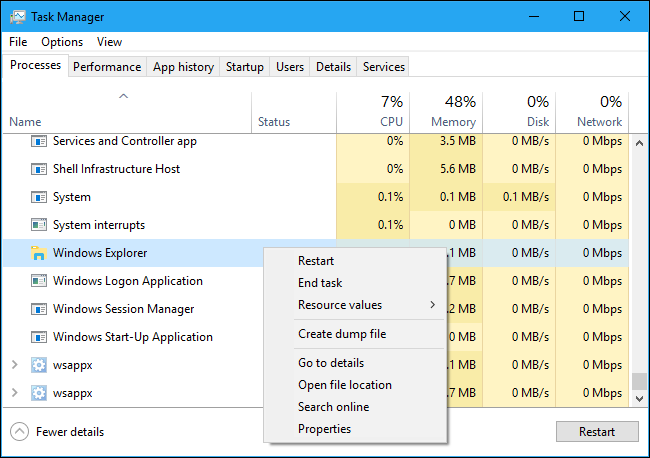 Task Manager
File Options View
Processes Performance App history Startup Users Details Services
7% 48% 0% 0%
Name Status CPU Memory Disk Network
Services and Controller app 0% 3.5 MB 0 MB/s 0 Mbps
Shell Infrastructure Host 0% 5.6 MB 0 MB/s 0 Mbps
System 0.1% 0.1 MB 0.1 MB/s 0 Mbps
System interrupts 0.1% 0 MB 0 MB/s 0 Mbps
Windows Explorer .1 MB 0 MB/s 0 Mbps
Windows Logon Application .7 MB 0 MB/s 0 Mbps
Windows Session Manager .2 MB 0 MB/s 0 Mbps
Windows Start-Up Application 0 MB 0 MB/s 0 Mbps
wsappx .1 MB 0 MB/s 0 Mbps
wsappx .7 MB 0 MB/s 0 Mbps
Restart
End task
Resource values
Create dump file
Go to details
Open file location
Search online
Properties
Fewer details Restart